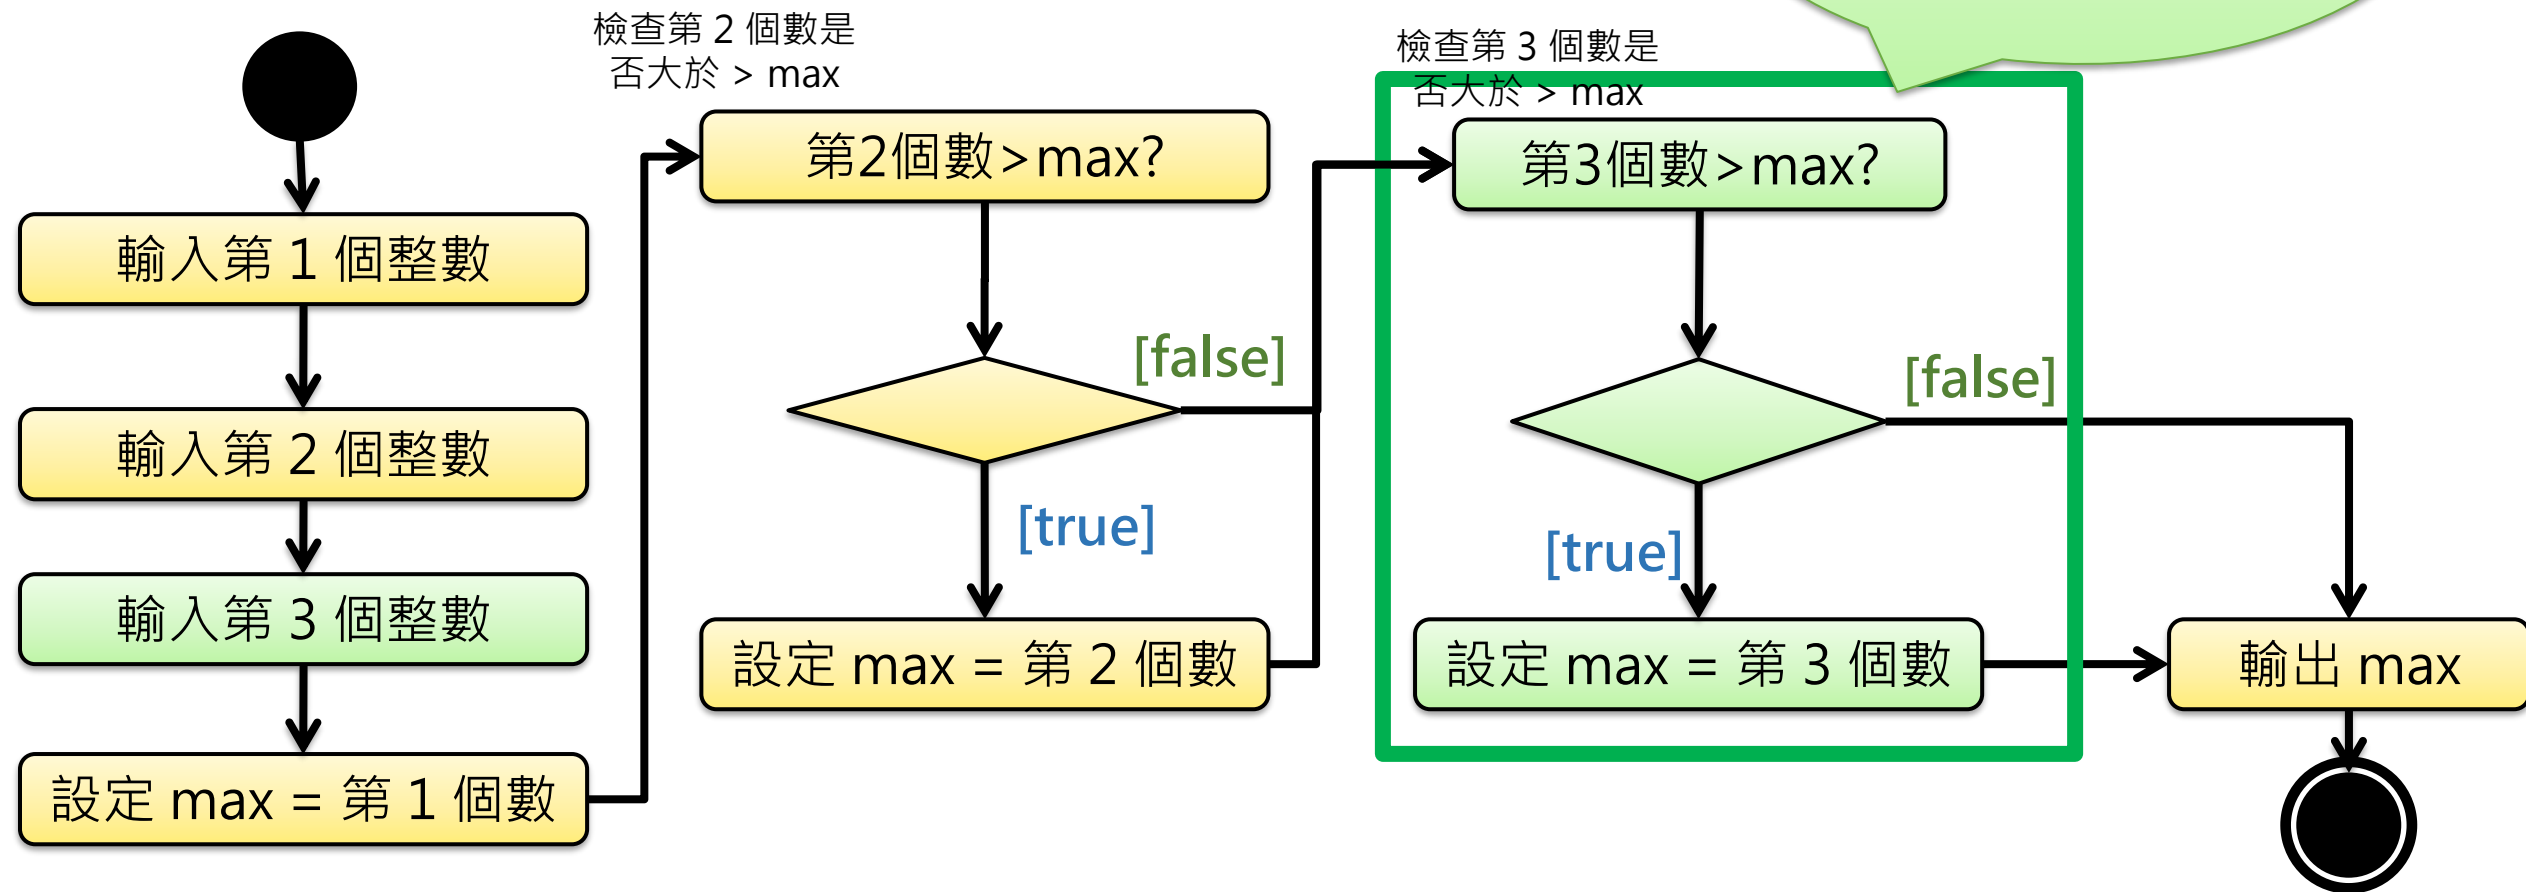 輸入第 1 個整數
輸入第 2 個整數
輸入第 3 個整數
設定 max = 第 1 個數
檢查第 2 個數是
否大於 > max
第2個數>max?
[false]
[true]
設定 max = 第 2 個數
檢查第 3 個數是
否大於 > max
第3個數>max?
[false]
[true]
設定 max = 第 3 個數
輸出 max